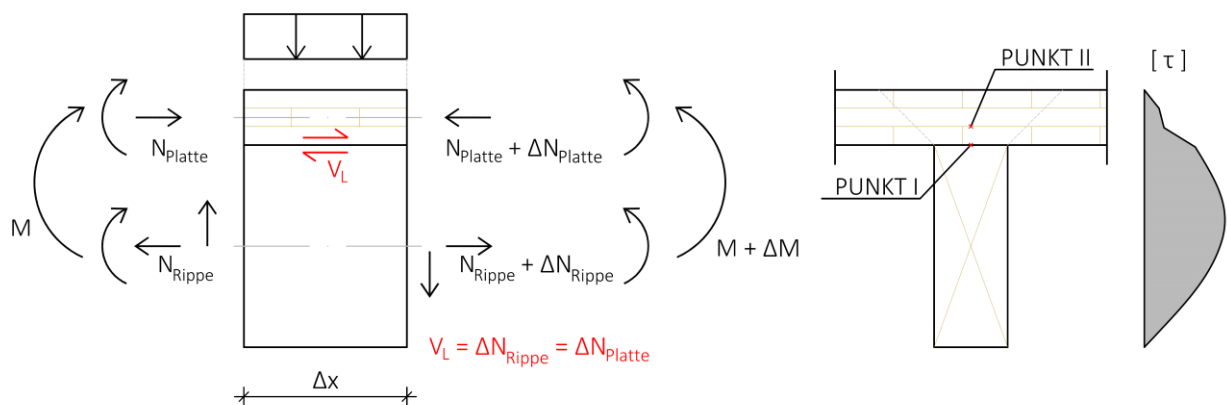 PUNKT II
[ τ ]
N_Platte
N_Platte + ΔN_Platte
V_L
PUNKT I
M
N_Rippe
N_Rippe + ΔN_Rippe
M + ΔM
V_L = ΔN_Rippe = ΔN_Platte
Δx